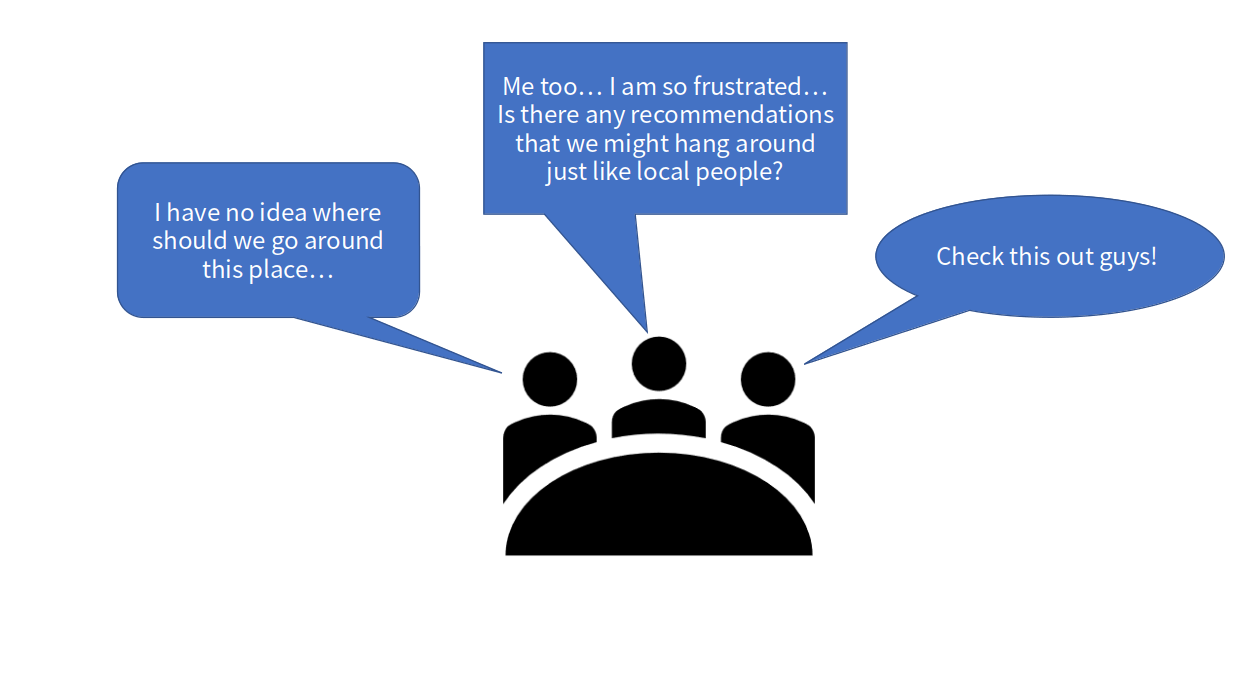 I have no idea where
should we go around
this place…
Me too… I am so frustrated…
Is there any recommendations
that we might hang around
just like local people?
Check this out guys!